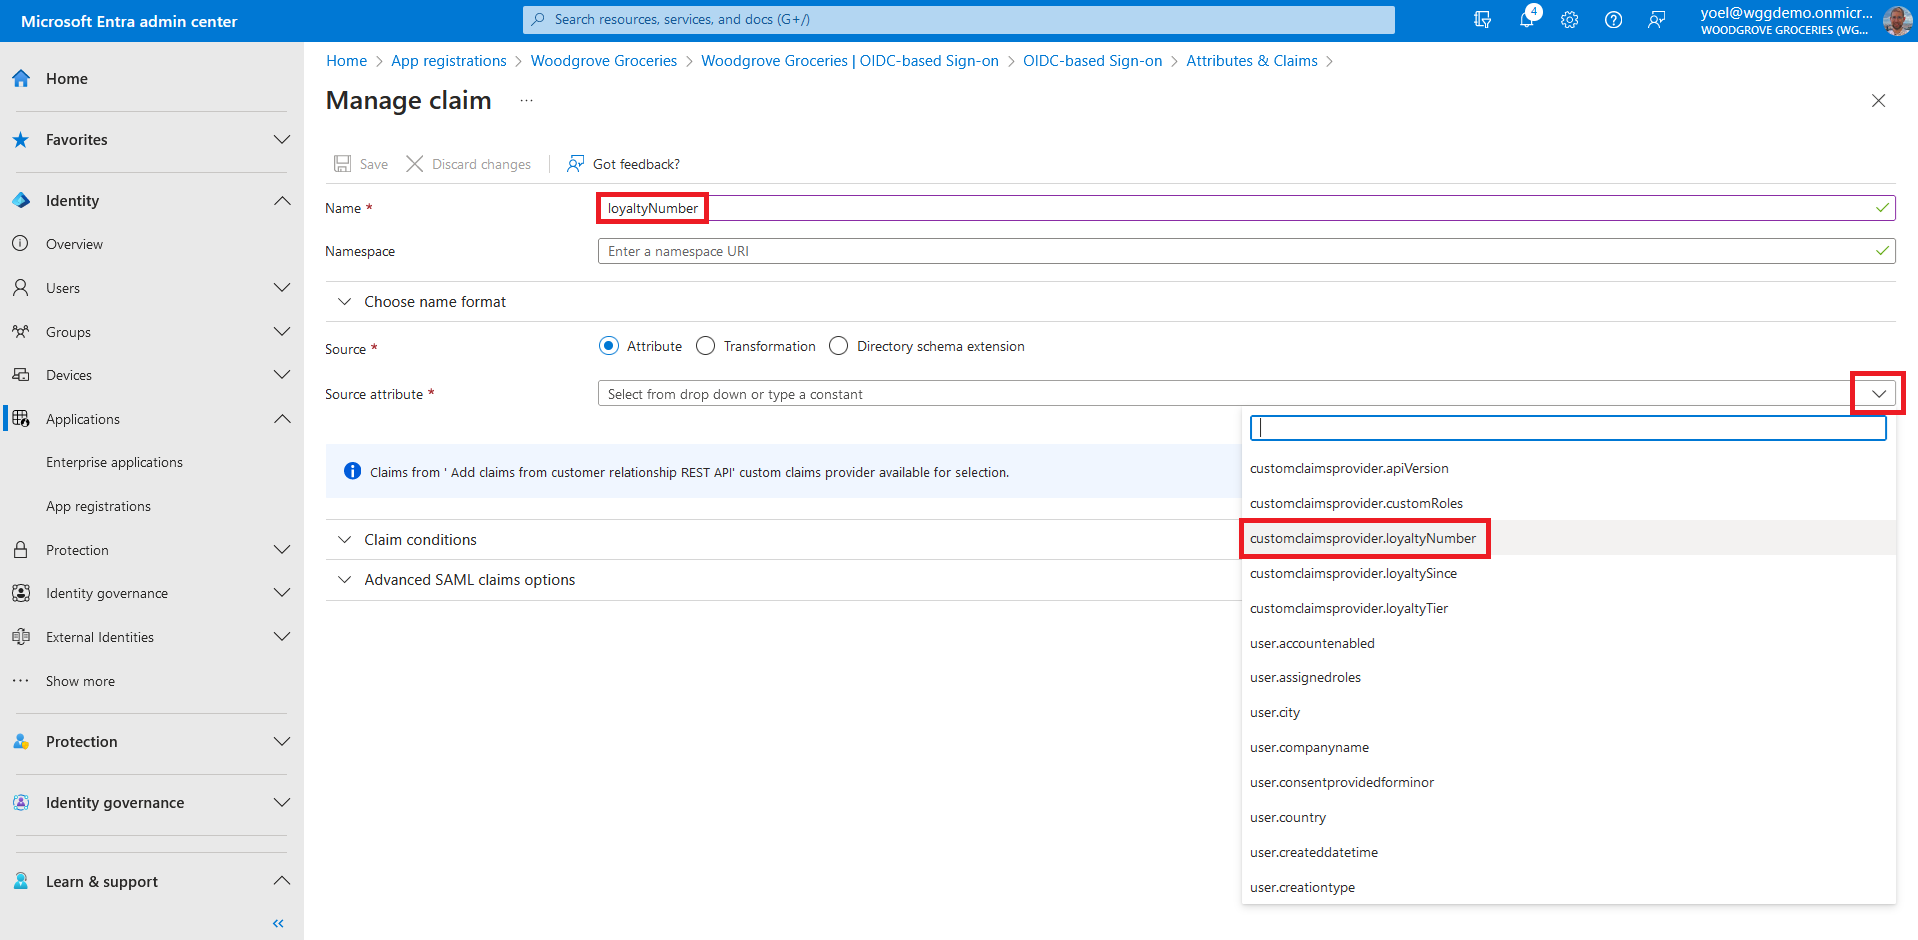 Microsoft Entra admin center
Search resources, services, and docs (G+/)
4
yoel@wggdemo.onmicr...
WOODGROVE GROCERIES (WG...
Home
Favorites
Identity
Overview
Users
Groups
Devices
Applications
Enterprise applications
App registrations
Protection
Identity governance
External Identities
Show more
Protection
Identity governance
Learn & support
Home > App registrations > Woodgrove Groceries > Woodgrove Groceries | OIDC-based Sign-on > OIDC-based Sign-on > Attributes & Claims >
Manage claim ...
Save Discard changes Got feedback?
Name * loyaltyNumber
Namespace Enter a namespace URI
Choose name format
Source * Attribute Transformation Directory schema extension
Source attribute * Select from drop down or type a constant
Claims from ' Add claims from customer relationship REST API' custom claims provider available for selection.
Claim conditions
Advanced SAML claims options
customclaimsprovider.apiVersion
customclaimsprovider.customRoles
customclaimsprovider.loyaltyNumber
customclaimsprovider.loyaltySince
customclaimsprovider.loyaltyTier
user.accountenabled
user.assignedroles
user.city
user.companyname
user.consentprovidedforminor
user.country
user.createddatetime
user.creationtype